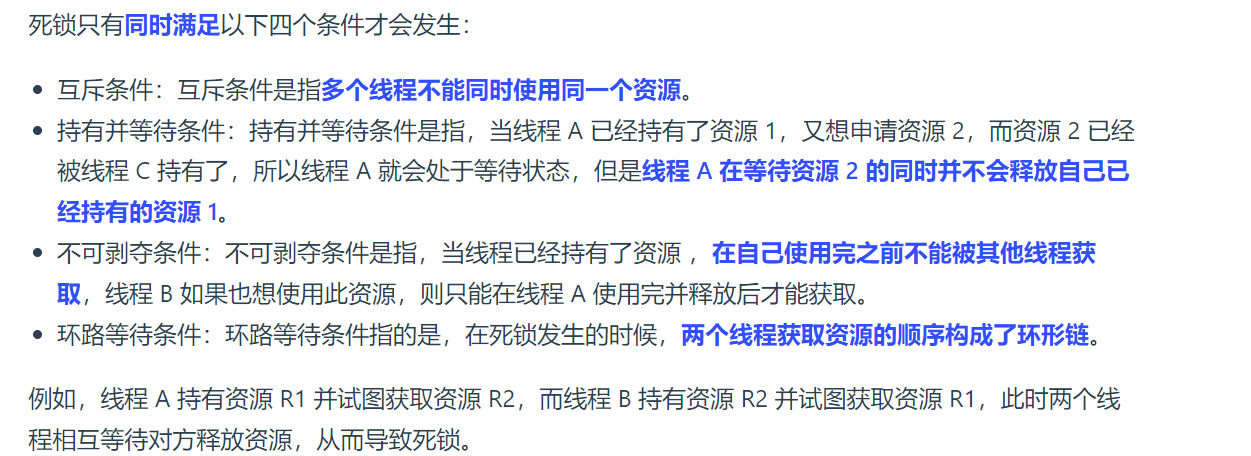 死锁只有同时满足以下四个条件才会发生：
互斥条件：互斥条件是指多个线程不能同时使用同一个资源。
持有并等待条件：持有并等待条件是指，当线程 A 已经持有了资源 1，又想申请资源 2，而资源 2 已经
被线程 C 持有了，所以线程 A 就会处于等待状态，但是线程 A 在等待资源 2 的同时并不会释放自己已
经持有的资源 1。
不可剥夺条件：不可剥夺条件是指，当线程已经持有了资源 ，在自己使用完之前不能被其他线程获
取，线程 B 如果也想使用此资源，则只能在线程 A 使用完并释放后才能获取。
环路等待条件：环路等待条件指的是，在死锁发生的时候，两个线程获取资源的顺序构成了环形链。
例如，线程 A 持有资源 R1 并试图获取资源 R2，而线程 B 持有资源 R2 并试图获取资源 R1，此时两个线
程相互等待对方释放资源，从而导致死锁。